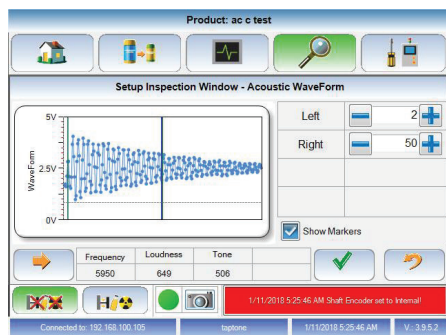 Product: ac c test
Setup Inspection Window - Acoustic WaveForm
5V
2.5V
0V
WaveForm
Left 2
Right 50
Show Markers
Frequency Loudness Tone
5950 649 506
1/11/2018 5:25:46 AM Shaft Encoder set to Internal!
Connected to: 192.168.100.105 taptone 1/11/2018 5:25:46 AM V.: 3.9.5.2